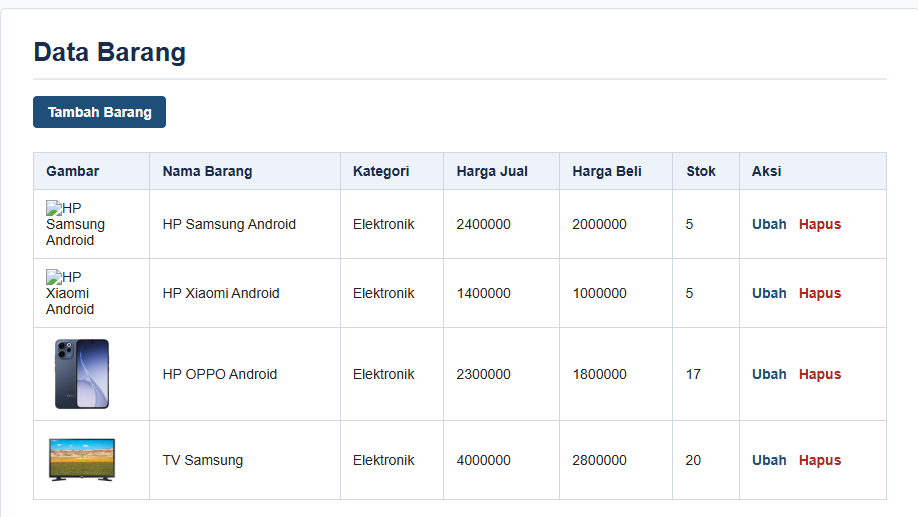 Data Barang
Tambah Barang
Gambar Nama Barang Kategori Harga Jual Harga Beli Stok Aksi
HP
Samsung
Android
HP Samsung Android Elektronik 2400000 2000000 5 Ubah Hapus
HP
Xiaomi
Android
HP Xiaomi Android Elektronik 1400000 1000000 5 Ubah Hapus
HP OPPO Android Elektronik 2300000 1800000 17 Ubah Hapus
TV Samsung Elektronik 4000000 2800000 20 Ubah Hapus